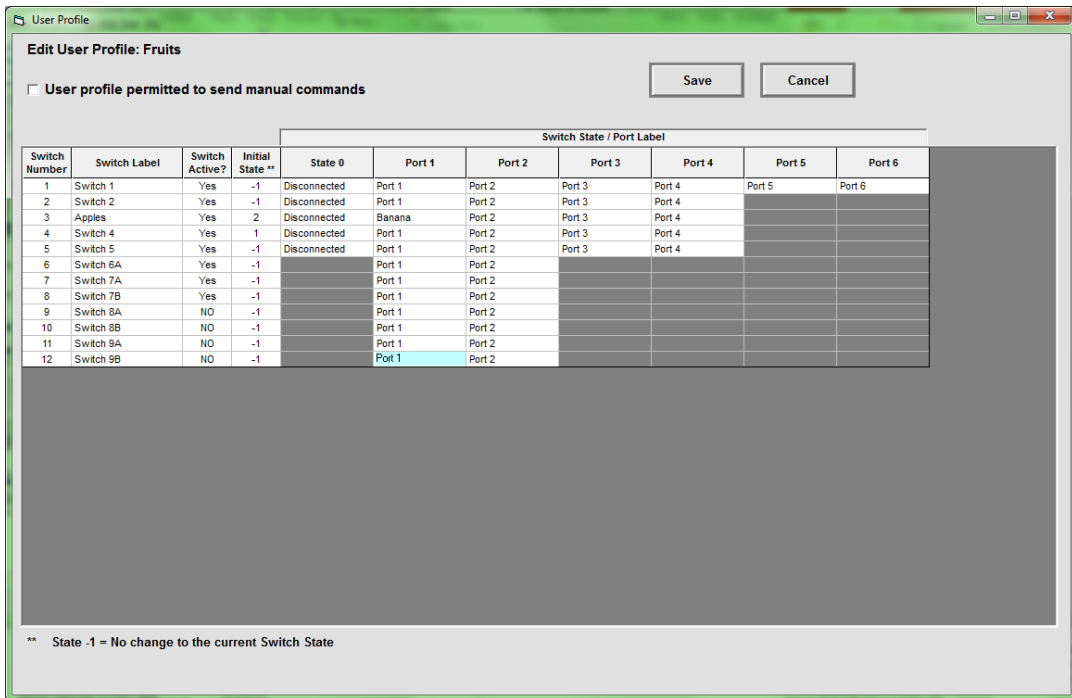 User Profile
Edit User Profile: Fruits
User profile permitted to send manual commands
Save Cancel
Switch State / Port Label
Switch Number Switch Label Switch Active? Initial State ** State 0 Port 1 Port 2 Port 3 Port 4 Port 5 Port 6
1 Switch 1 Yes -1 Disconnected Port 1 Port 2 Port 3 Port 4 Port 5 Port 6
2 Switch 2 Yes -1 Disconnected Port 1 Port 2 Port 3 Port 4
3 Apples Yes 2 Disconnected Banana Port 2 Port 3 Port 4
4 Switch 4 Yes 1 Disconnected Port 1 Port 2 Port 3 Port 4
5 Switch 5 Yes -1 Disconnected Port 1 Port 2 Port 3 Port 4
6 Switch 6A Yes -1 Port 1 Port 2
7 Switch 7A Yes -1 Port 1 Port 2
8 Switch 7B Yes -1 Port 1 Port 2
9 Switch 8A NO -1 Port 1 Port 2
10 Switch 8B NO -1 Port 1 Port 2
11 Switch 9A NO -1 Port 1 Port 2
12 Switch 9B NO -1 Port 1 Port 2
** State -1 = No change to the current Switch State